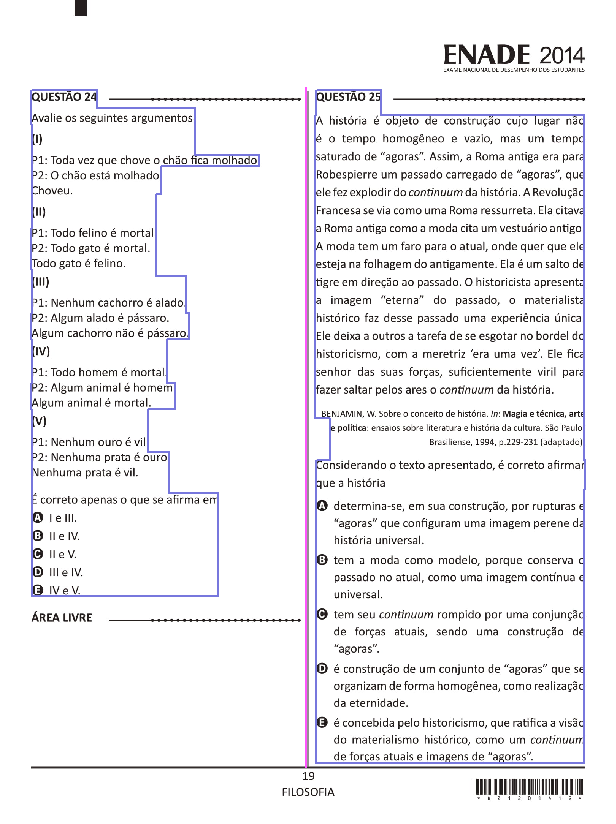 ENADE 2014
EXAME NACIONAL DE DESEMPENHO DOS ESTUDANTES
QUESTÃO 24
Avalie os seguintes argumentos
(I)
P1: Toda vez que chove o chão fica molhado.
P2: O chão está molhado
Choveu.
(II)
P1: Todo felino é mortal
P2: Todo gato é mortal.
Todo gato é felino.
(III)
P1: Nenhum cachorro é alado.
P2: Algum alado é pássaro.
Algum cachorro não é pássaro.
(IV)
P1: Todo homem é mortal.
P2: Algum animal é homem
Algum animal é mortal.
(V)
P1: Nenhum ouro é vil
P2: Nenhuma prata é ouro
Nenhuma prata é vil.
É correto apenas o que se afirma em
A I e III.
B II e IV.
C II e V.
D III e IV.
E IV e V.
ÁREA LIVRE
QUESTÃO 25
A história é objeto de construção cujo lugar não
é o tempo homogêneo e vazio, mas um tempo
saturado de “agoras”. Assim, a Roma antiga era para
Robespierre um passado carregado de “agoras”, que
ele fez explodir do continuum da história. A Revolução
Francesa se via como uma Roma ressurreta. Ela citava
a Roma antiga como a moda cita um vestuário antigo.
A moda tem um faro para o atual, onde quer que ele
esteja na folhagem do antigamente. Ela é um salto de
tigre em direção ao passado. O historicista apresenta
a imagem “eterna” do passado, o materialista
histórico faz desse passado uma experiência única.
Ele deixa a outros a tarefa de se esgotar no bordel do
historicismo, com a meretriz ‘era uma vez’. Ele fica
senhor das suas forças, suficientemente viril para
fazer saltar pelos ares o continuum da história.
BENJAMIN, W. Sobre o conceito de história. In: Magia e técnica, arte
e política: ensaios sobre literatura e história da cultura. São Paulo:
Brasiliense, 1994, p.229-231 (adaptado)
Considerando o texto apresentado, é correto afirmar
que a história
A determina-se, em sua construção, por rupturas e
“agoras” que configuram uma imagem perene da
história universal.
B tem a moda como modelo, porque conserva o
passado no atual, como uma imagem contínua e
universal.
C tem seu continuum rompido por uma conjunção
de forças atuais, sendo uma construção de
“agoras”.
D é construção de um conjunto de “agoras” que se
organizam de forma homogênea, como realização
da eternidade.
E é concebida pelo historicismo, que ratifica a visão
do materialismo histórico, como um continuum
de forças atuais e imagens de “agoras”.
19
FILOSOFIA